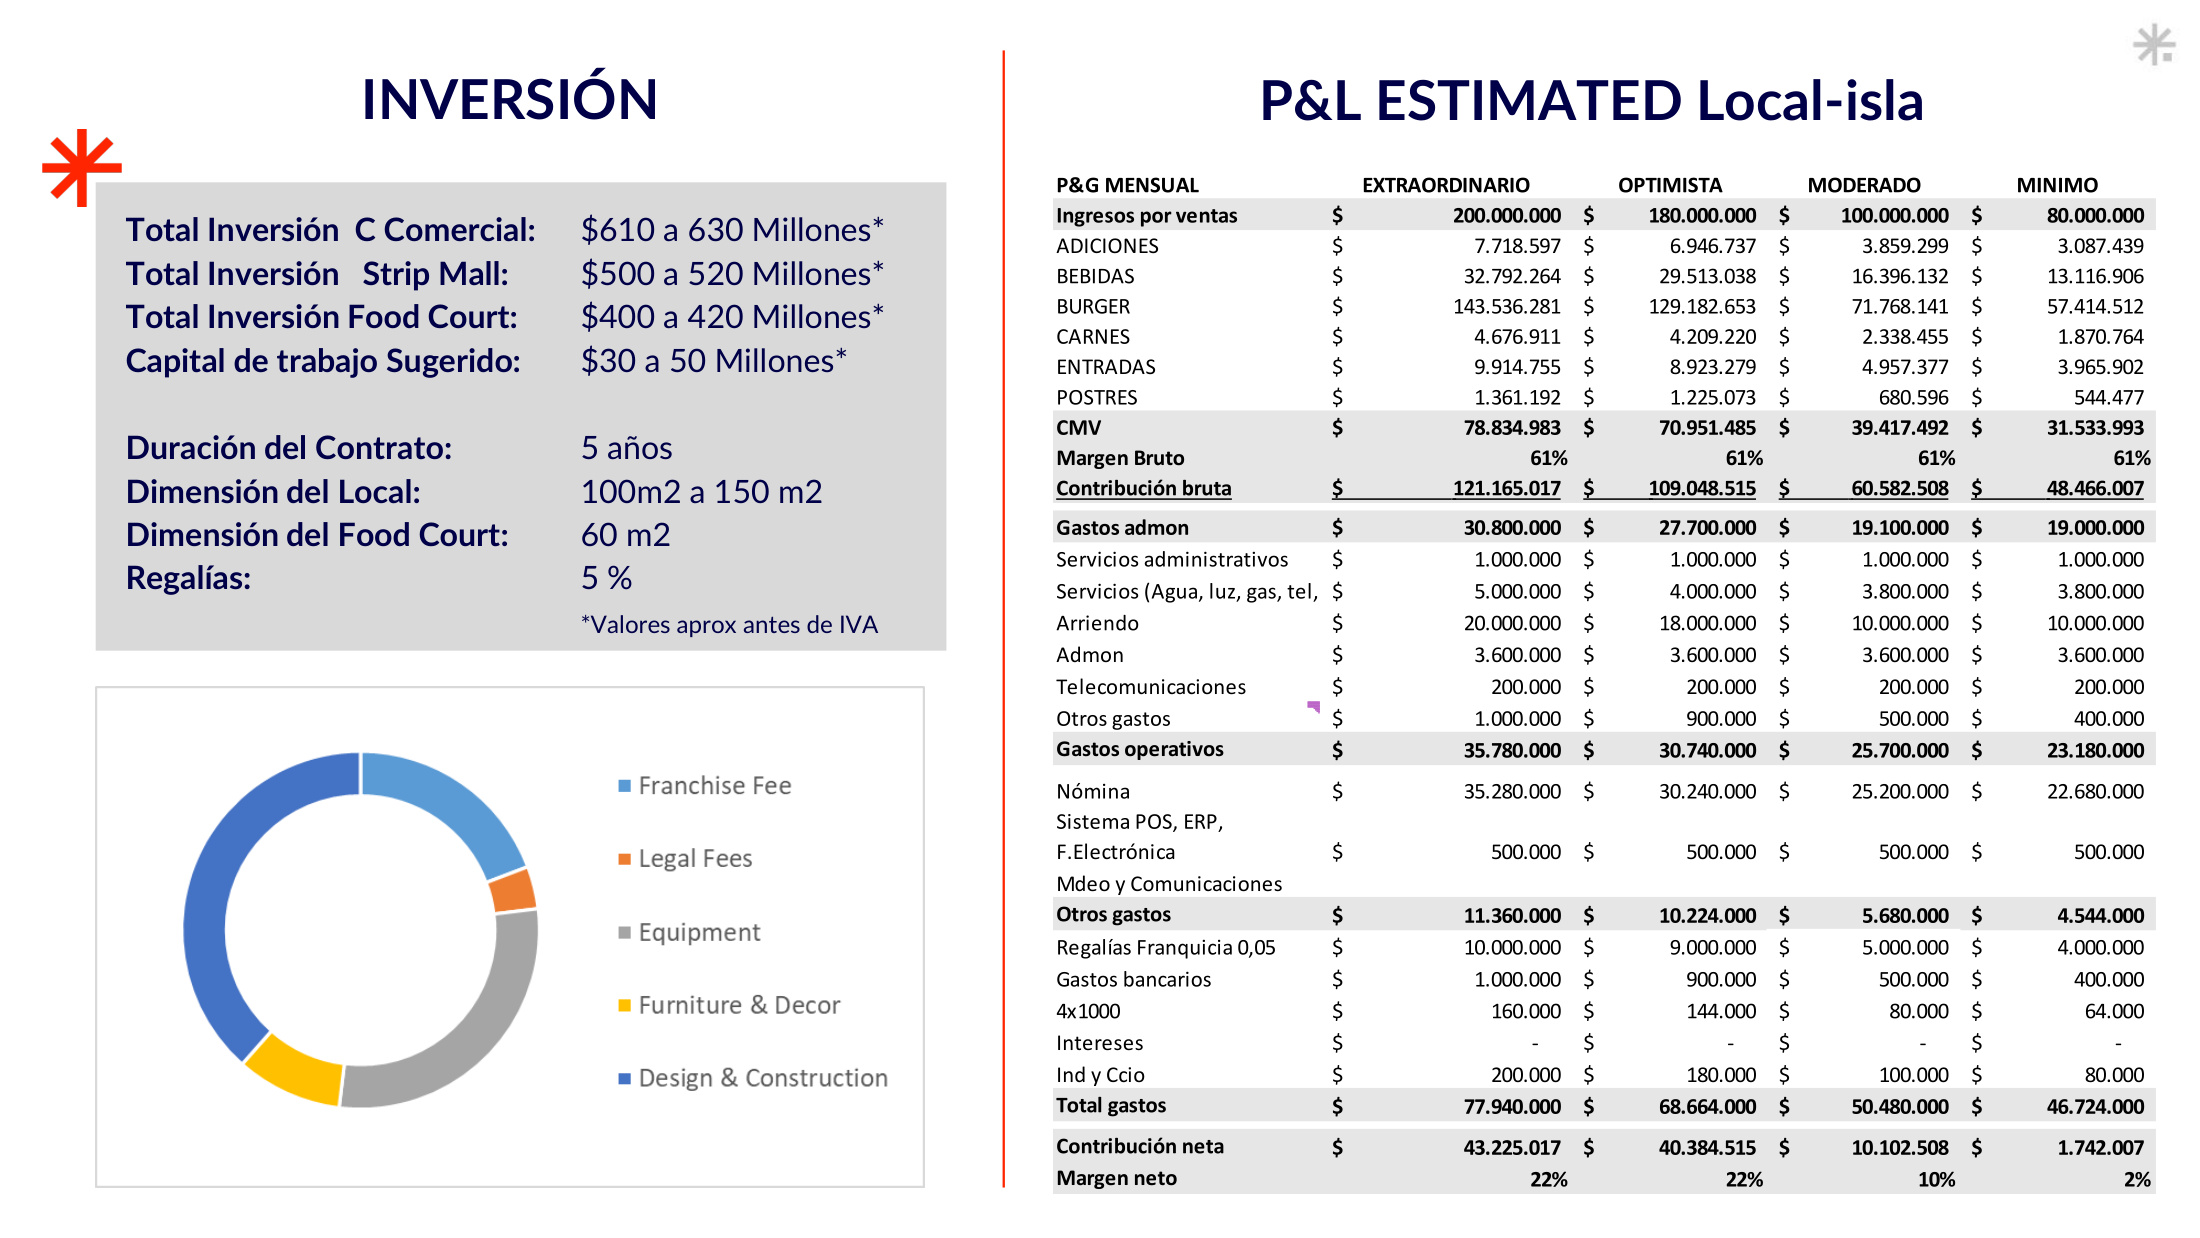 INVERSIÓN
Total Inversión  C Comercial: $610 a 630 Millones*
Total Inversión   Strip Mall: $500 a 520 Millones*
Total Inversión Food Court: $400 a 420 Millones*
Capital de trabajo Sugerido: $30 a 50 Millones*
Duración del Contrato: 5 años
Dimensión del Local: 100m2 a 150 m2
Dimensión del Food Court: 60 m2
Regalías: 5 %
*Valores aprox antes de IVA
Franchise Fee
Legal Fees
Equipment
Furniture & Decor
Design & Construction
P&L ESTIMATED Local-isla
P&G MENSUAL EXTRAORDINARIO OPTIMISTA MODERADO MINIMO
Ingresos por ventas $ 200.000.000 $ 180.000.000 $ 100.000.000 $ 80.000.000
ADICIONES $ 7.718.597 $ 6.946.737 $ 3.859.299 $ 3.087.439
BEBIDAS $ 32.792.264 $ 29.513.038 $ 16.396.132 $ 13.116.906
BURGER $ 143.536.281 $ 129.182.653 $ 71.768.141 $ 57.414.512
CARNES $ 4.676.911 $ 4.209.220 $ 2.338.455 $ 1.870.764
ENTRADAS $ 9.914.755 $ 8.923.279 $ 4.957.377 $ 3.965.902
POSTRES $ 1.361.192 $ 1.225.073 $ 680.596 $ 544.477
CMV $ 78.834.983 $ 70.951.485 $ 39.417.492 $ 31.533.993
Margen Bruto 61% 61% 61% 61%
Contribución bruta $ 121.165.017 $ 109.048.515 $ 60.582.508 $ 48.466.007
Gastos admon $ 30.800.000 $ 27.700.000 $ 19.100.000 $ 19.000.000
Servicios administrativos $ 1.000.000 $ 1.000.000 $ 1.000.000 $ 1.000.000
Servicios (Agua, luz, gas, tel, $ 5.000.000 $ 4.000.000 $ 3.800.000 $ 3.800.000
Arriendo $ 20.000.000 $ 18.000.000 $ 10.000.000 $ 10.000.000
Admon $ 3.600.000 $ 3.600.000 $ 3.600.000 $ 3.600.000
Telecomunicaciones $ 200.000 $ 200.000 $ 200.000 $ 200.000
Otros gastos $ 1.000.000 $ 900.000 $ 500.000 $ 400.000
Gastos operativos $ 35.780.000 $ 30.740.000 $ 25.700.000 $ 23.180.000
Nómina $ 35.280.000 $ 30.240.000 $ 25.200.000 $ 22.680.000
Sistema POS, ERP,
F.Electrónica $ 500.000 $ 500.000 $ 500.000 $ 500.000
Mdeo y Comunicaciones
Otros gastos $ 11.360.000 $ 10.224.000 $ 5.680.000 $ 4.544.000
Regalías Franquicia 0,05 $ 10.000.000 $ 9.000.000 $ 5.000.000 $ 4.000.000
Gastos bancarios $ 1.000.000 $ 900.000 $ 500.000 $ 400.000
4x1000 $ 160.000 $ 144.000 $ 80.000 $ 64.000
Intereses $ - $ - $ - $ -
Ind y Ccio $ 200.000 $ 180.000 $ 100.000 $ 80.000
Total gastos $ 77.940.000 $ 68.664.000 $ 50.480.000 $ 46.724.000
Contribución neta $ 43.225.017 $ 40.384.515 $ 10.102.508 $ 1.742.007
Margen neto 22% 22% 10% 2%